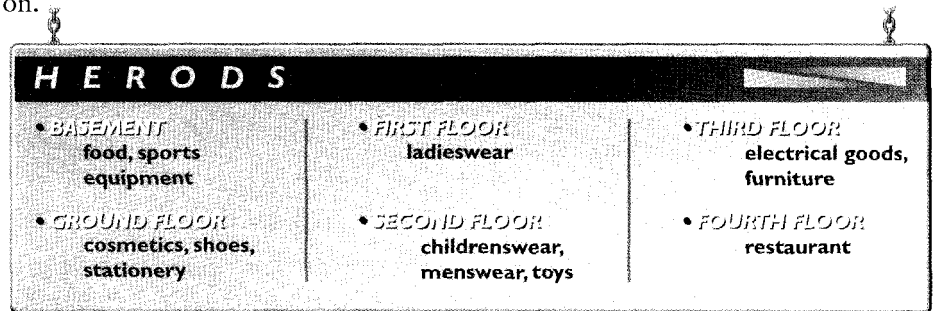 on.
HERODS
• BASEMENT
food, sports
equipment
• GROUND FLOOR
cosmetics, shoes,
stationery
• FIRST FLOOR
ladieswear
• SECOND FLOOR
childrenswear,
menswear, toys
• THIRD FLOOR
electrical goods,
furniture
• FOURTH FLOOR
restaurant